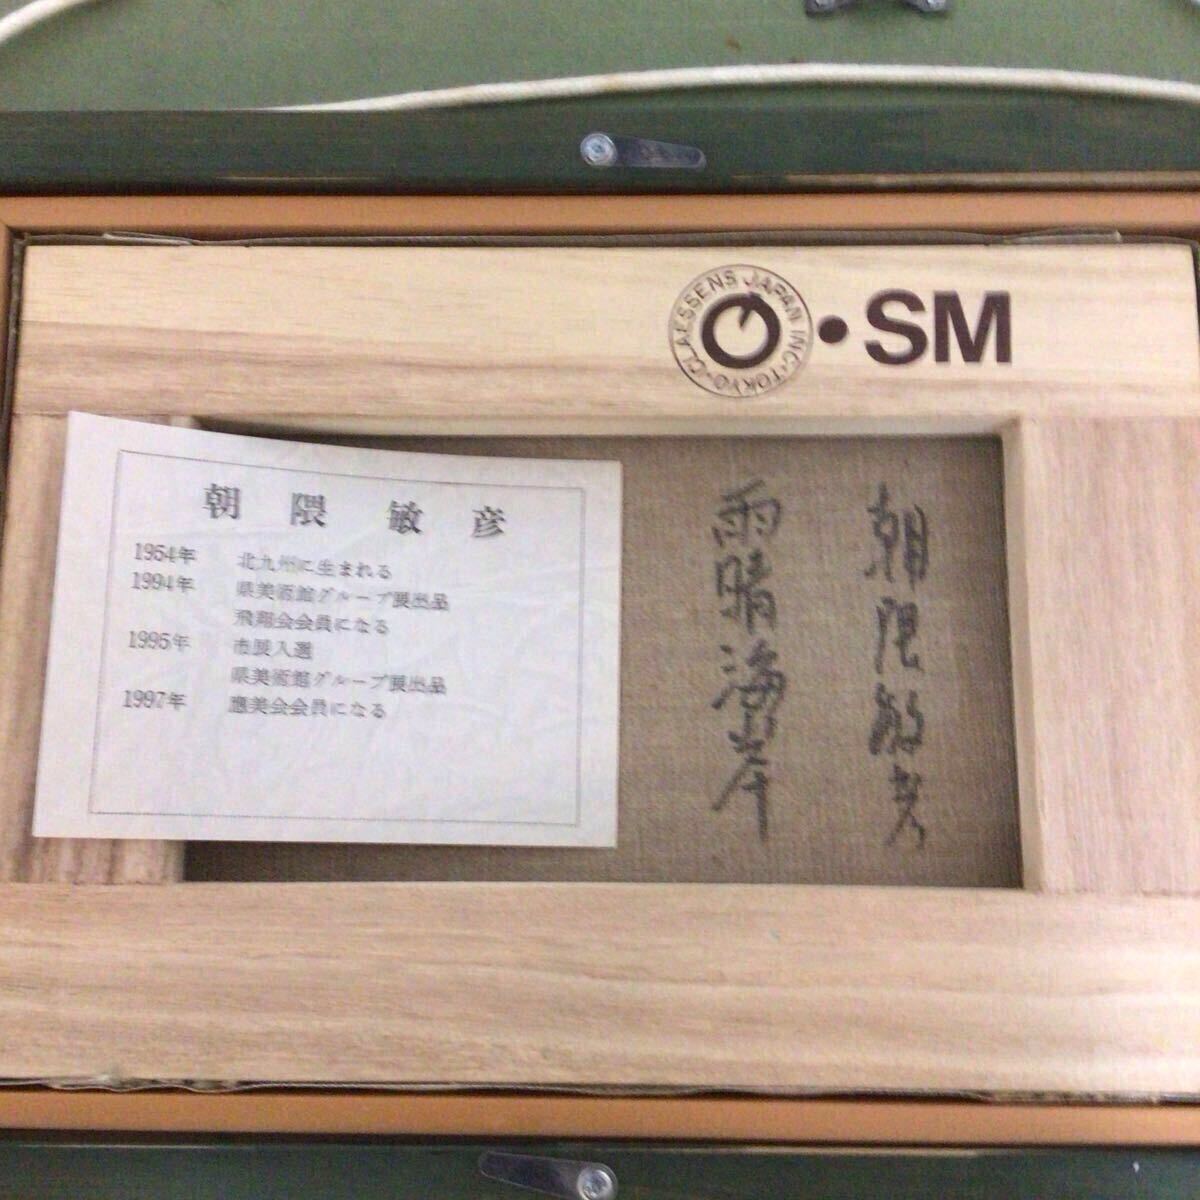 CLAESSENS JAPAN INC・TOKYO・
・SM
朝隈敏彦
1954年 北九州に生まれる
1994年 県美術館グループ展出品
飛翔会会員になる
1995年 市展入選
県美術館グループ展出品
1997年 應美会会員になる
朝隈敏彦
雨晴海岸